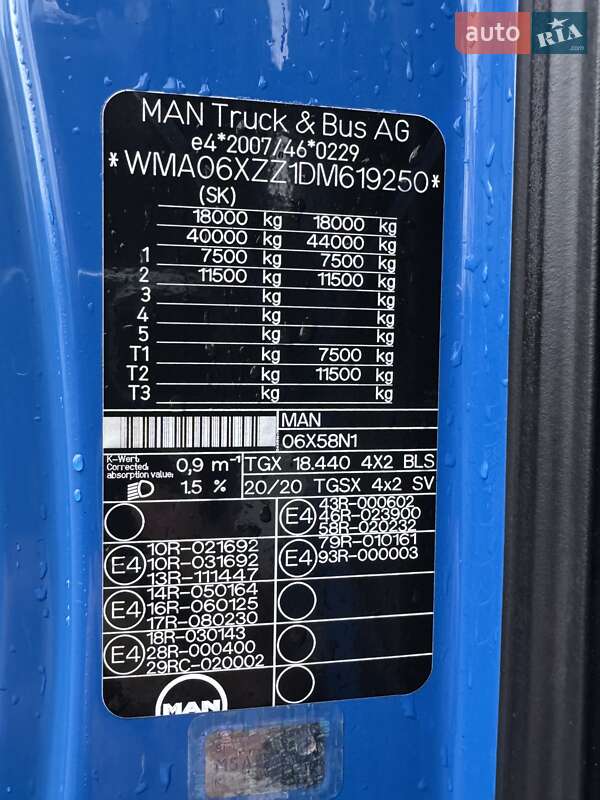 auto RIA .com
MAN Truck & Bus AG
e4*2007/46*0229
*WMA06XZZ1DM619250*
(SK)
18000 kg 18000 kg
40000 kg 44000 kg
1 7500 kg 7500 kg
2 11500 kg 11500 kg
3 kg kg
4 kg kg
5 kg kg
T1 kg 7500 kg
T2 kg 11500 kg
T3 kg kg
MAN
06X58N1
K-Wert:
Corrected
absorption value:
0,9 m-1
1.5 %
TGX 18.440 4X2 BLS
20/20 TGSX 4x2 SV
E4
10R-021692
10R-031692
13R-111447
E4
14R-050164
16R-060125
17R-080230
E4
18R-030143
28R-000400
29RC-020002
E4
43R-000602
46R-023900
58R-020232
E4
79R-010161
93R-000003
MAN